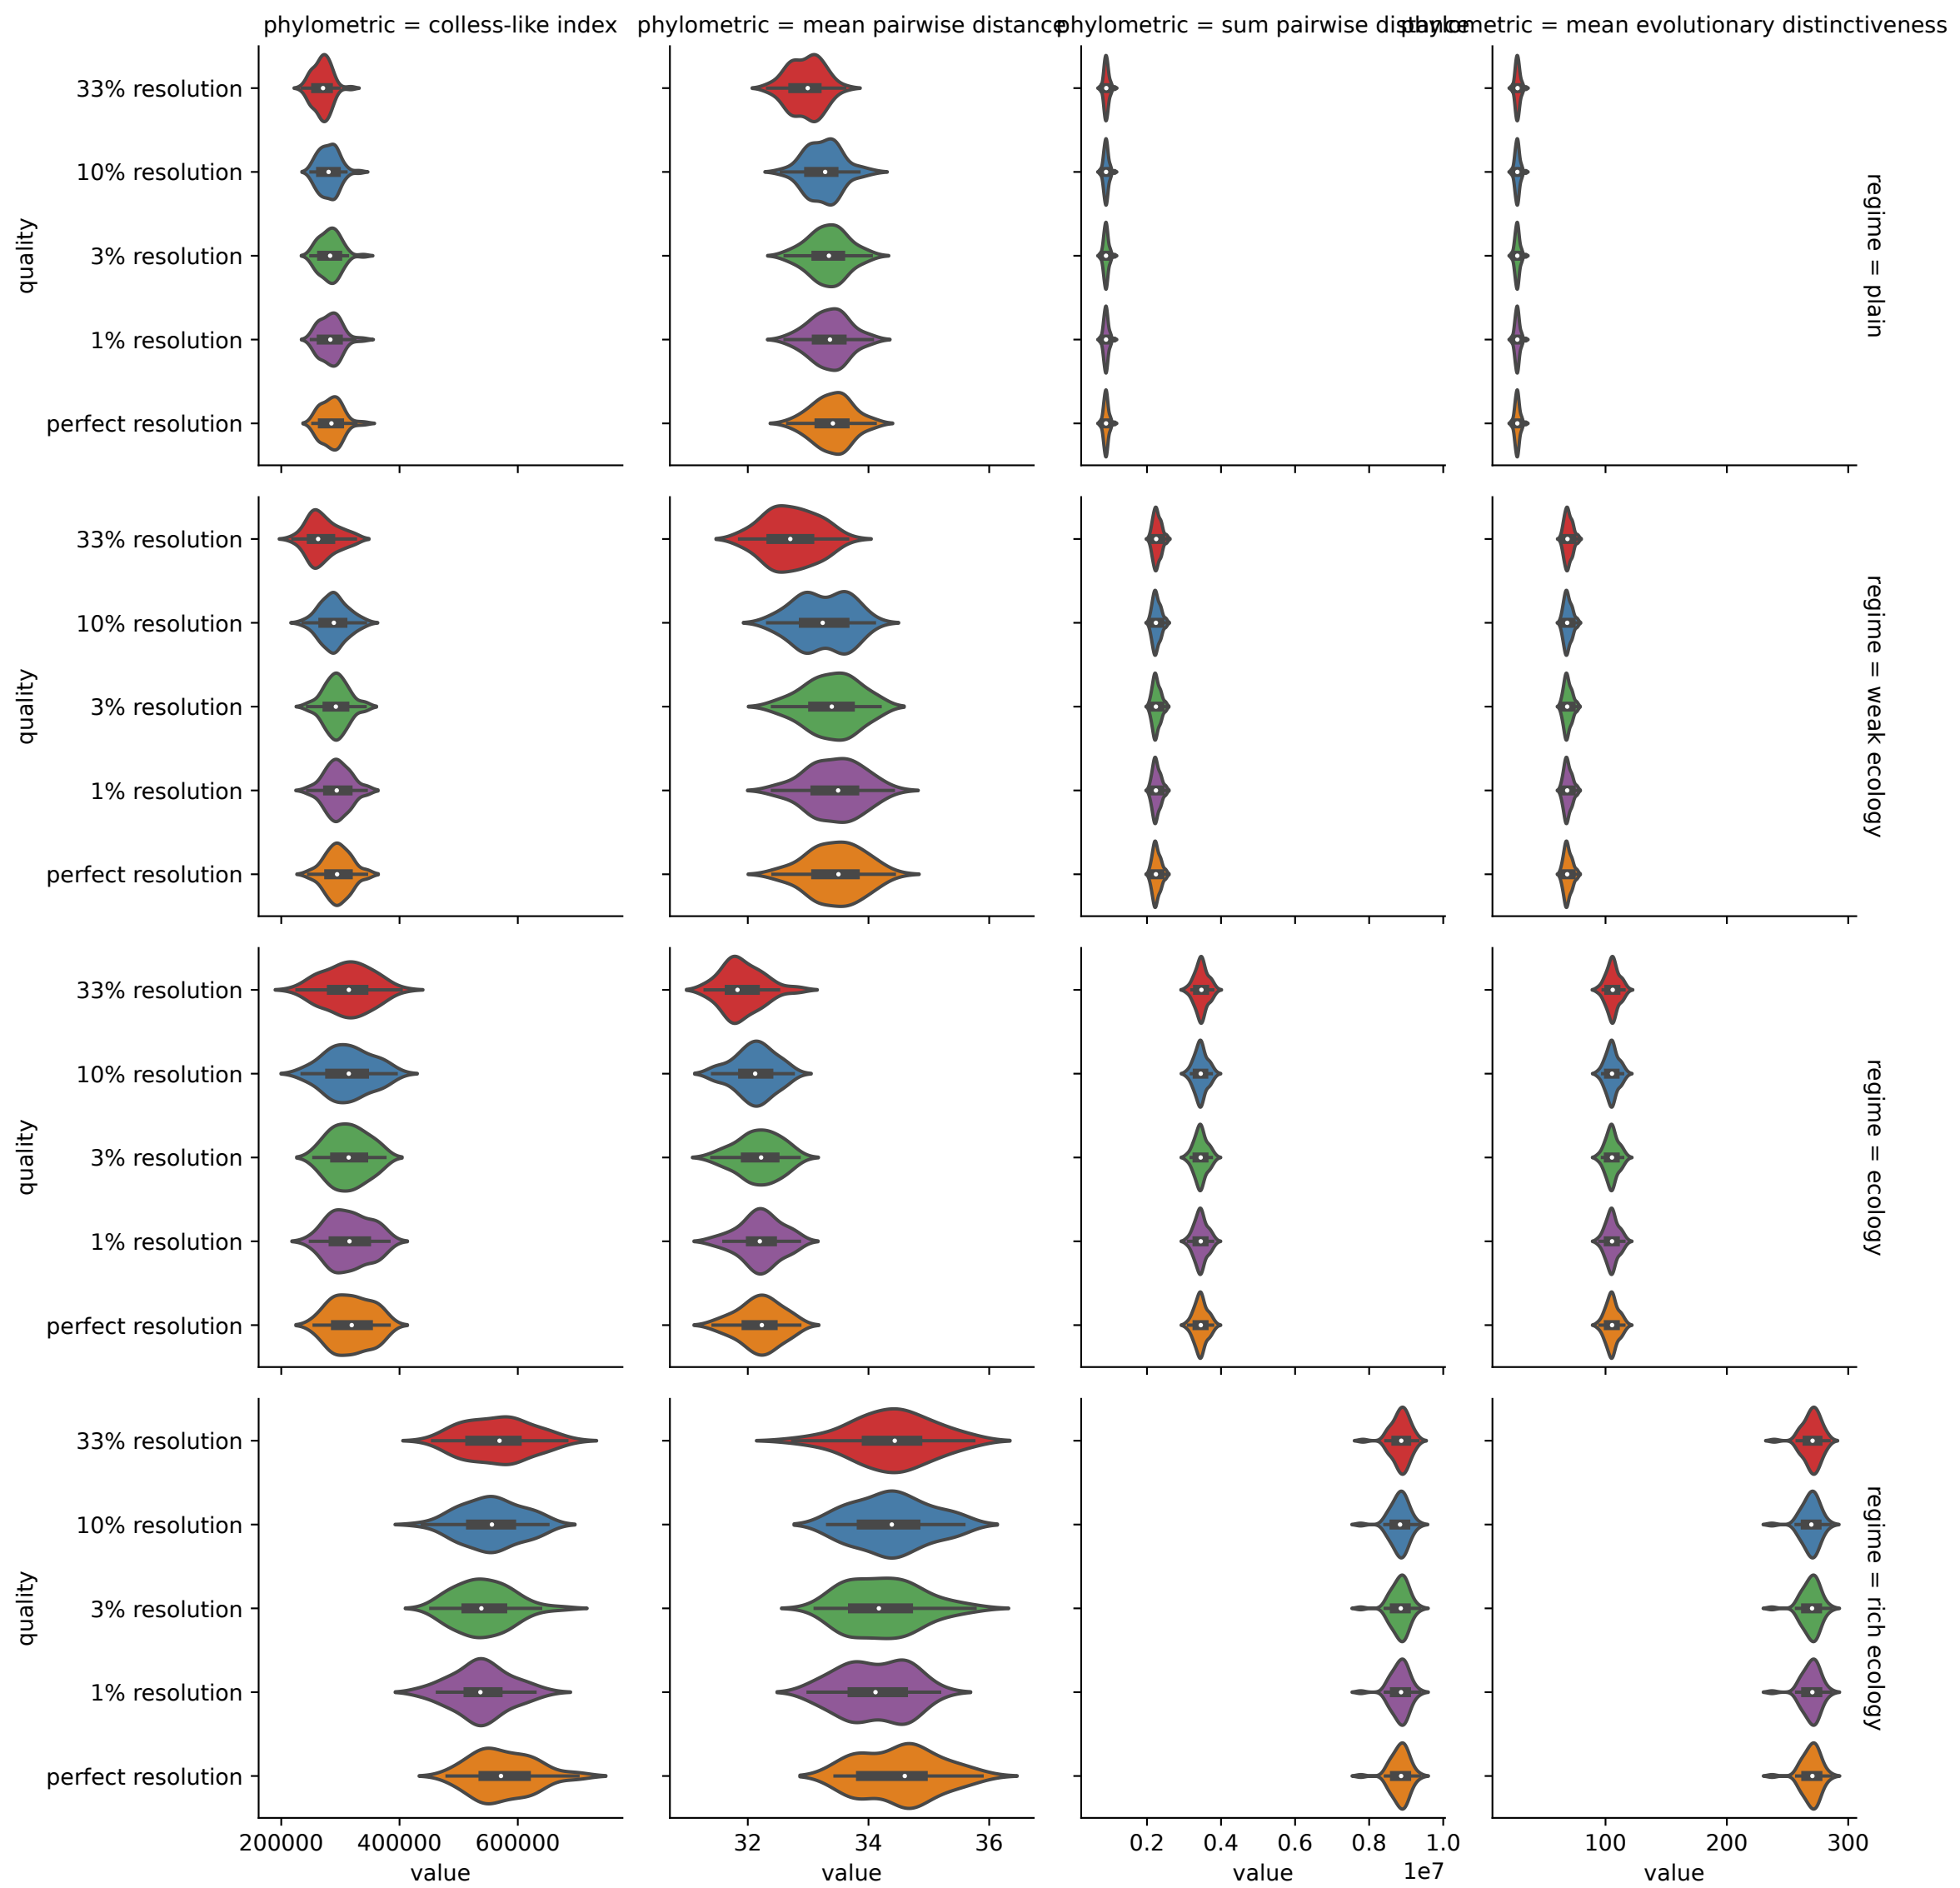 phylometric = colless-like index
phylometric = mean pairwise distance
phylometric = sum pairwise distance
phylometric = mean evolutionary distinctiveness
33% resolution
10% resolution
3% resolution
1% resolution
perfect resolution
quality
regime = plain
33% resolution
10% resolution
3% resolution
1% resolution
perfect resolution
quality
regime = weak ecology
33% resolution
10% resolution
3% resolution
1% resolution
perfect resolution
quality
regime = ecology
33% resolution
10% resolution
3% resolution
1% resolution
perfect resolution
quality
regime = rich ecology
200000 400000 600000
value
32 34 36
value
0.2 0.4 0.6 0.8 1.0
1e7
value
100 200 300
value